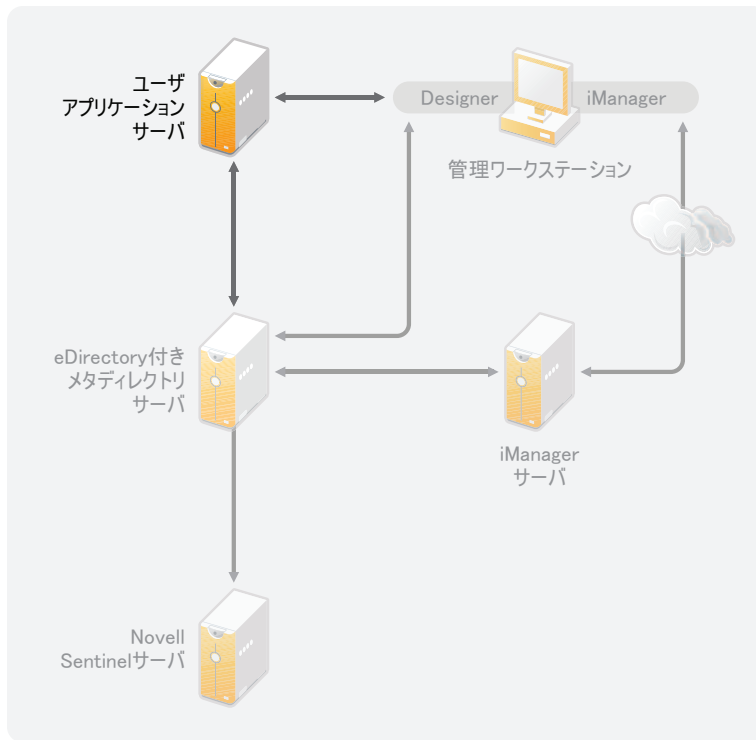 ユーザ
アプリケーション
サーバ
Designer
iManager
管理ワークステーション
eDirectory付き
メタディレクトリ
サーバ
iManager
サーバ
Novell
Sentinelサーバ